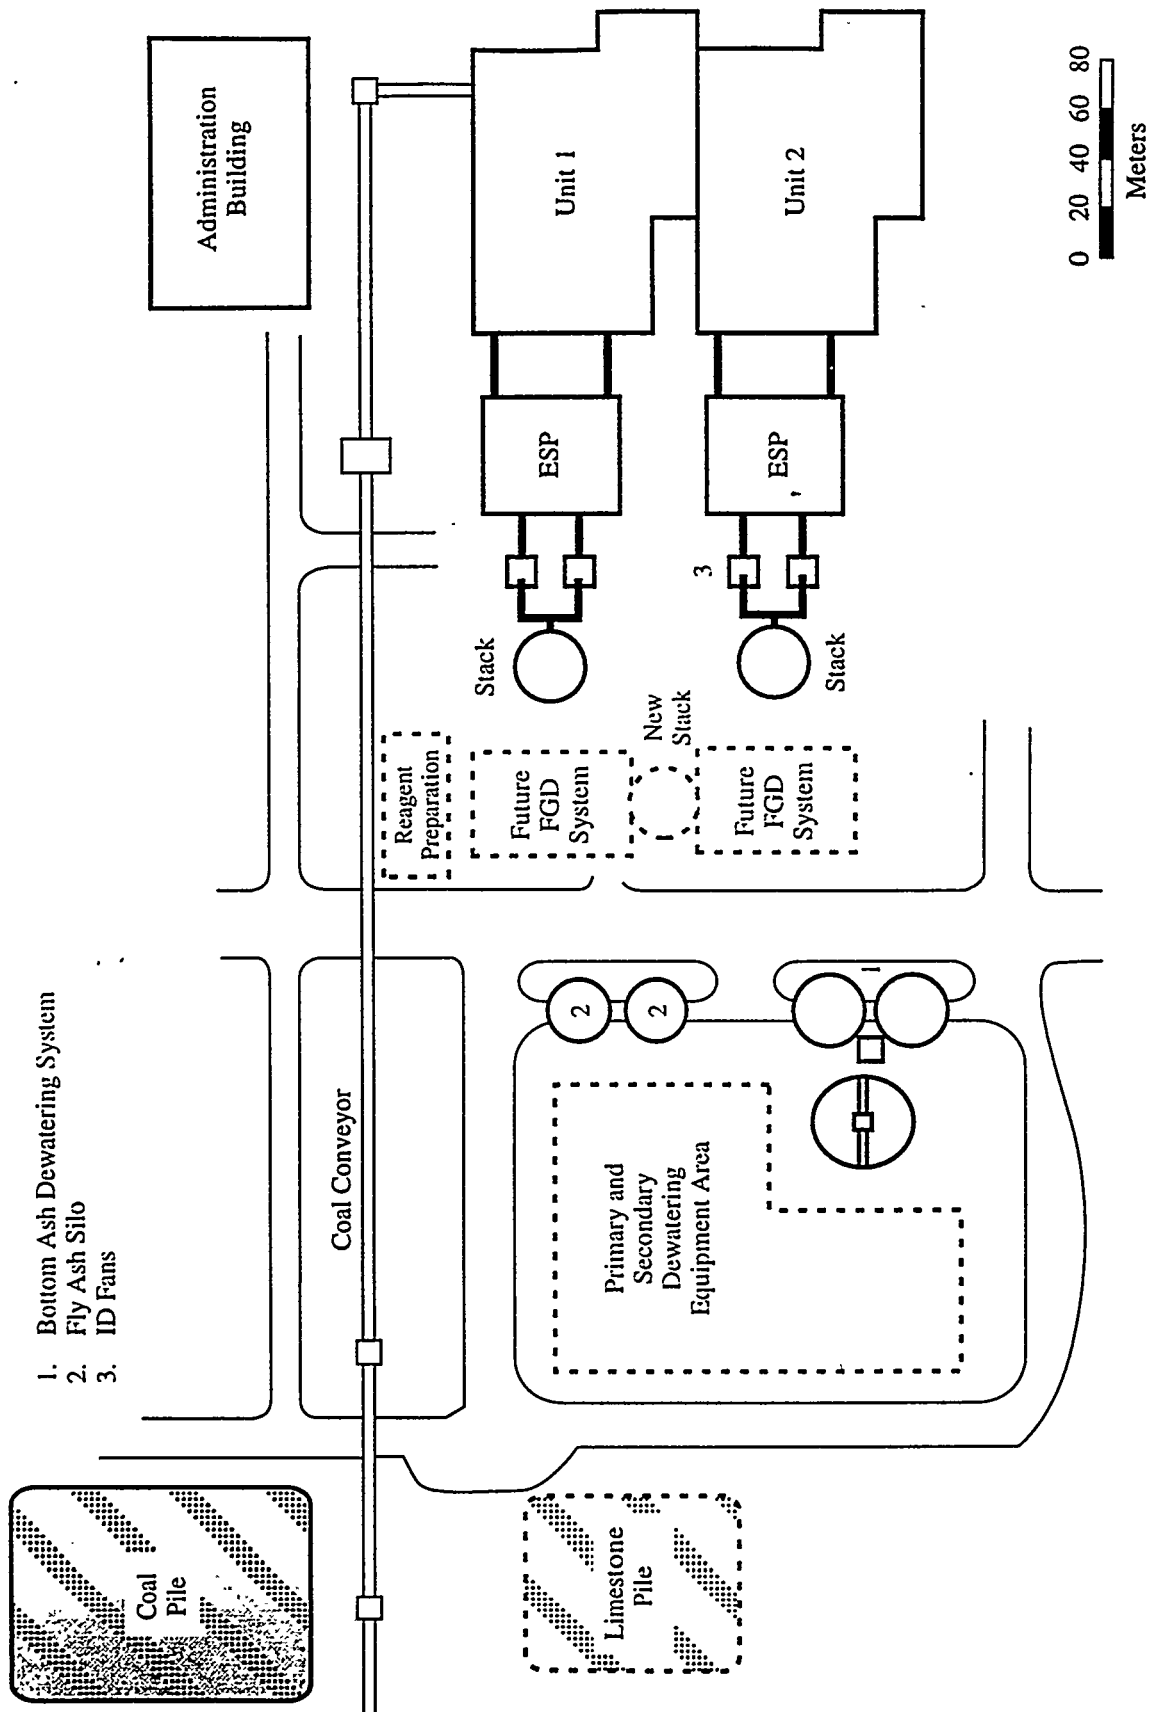 1. Bottom Ash Dewatering System
2. Fly Ash Silo
3. ID Fans
Coal
Pile
Coal Conveyor
Administration
Building
Reagent
Preparation
Limestone
Pile
Primary and
Secondary
Dewatering
Equipment Area
2
2
1
Future
FGD
System
New
Stack
Future
FGD
System
Stack
Stack
3
ESP
ESP
Unit 1
Unit 2
0 20 40 60 80
Meters